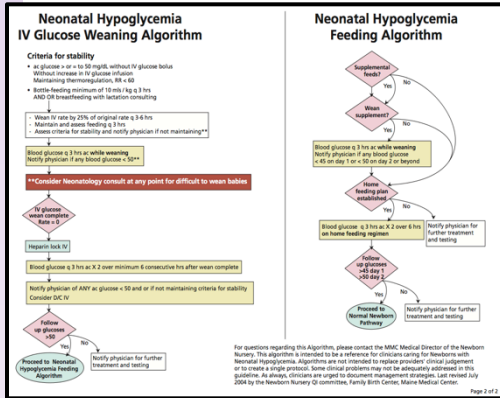 Neonatal Hypoglycemia
IV Glucose Weaning Algorithm
Criteria for stability
• ac glucose > or = to 50 mg/dL without IV glucose bolus
Without increase in IV glucose infusion
Maintaining thermoregulation, RR < 60
• Bottle-feeding minimum of 10 mls / kg q 3 hrs
AND OR breastfeeding with lactation consulting
- Wean IV rate by 25% of original rate q 3-6 hrs
- Maintain and assess feeding q 3 hrs
- Assess criteria for stability and notify physician if not maintaining**
Blood glucose q 3 hrs ac while weaning
Notify physician if any blood glucose < 50**
**Consider Neonatology consult at any point for difficult to wean babies
IV glucose
wean complete
Rate = 0
Heparin lock IV
Blood glucose q 3 hrs ac X 2 over minimum 6 consecutive hrs after wean complete
Notify physician of ANY ac glucose < 50 and or if not maintaining criteria for stability
Consider D/C IV
Follow
up glucoses
>50
Yes
No
Notify physician for further
treatment and testing
Proceed to Neonatal
Hypoglycemia Feeding
Algorithm
Neonatal Hypoglycemia
Feeding Algorithm
Supplemental
feeds?
Yes
No
Wean
supplement?
Yes
No
Blood glucose q 3 hrs ac while weaning
Notify physician if any blood glucose
< 45 on day 1 or < 50 on day 2 or beyond
Home
feeding plan
established
Yes
No
Blood glucose q 3 hrs ac X 2 over 6 hrs
on home feeding regimen
Notify physician for
further treatment
and testing
Follow
up glucoses
>45 day 1
>50 day 2
Yes
No
Proceed to
Normal Newborn
Pathway
Notify physician for further
treatment and testing
For questions regarding this Algorithm, please contact the MMC Medical Director of the Newborn
Nursery. This algorithm is intended to be a reference for clinicians caring for Newborns with
Neonatal Hypoglycemia. Algorithms are not intended to replace providers' clinical judgement
or to create a single protocol. Some clinical problems may not be adequately addressed in this
guideline. As always, clinicians are urged to document management strategies. Last revised July
2004 by the Newborn Nursery QI committee, Family Birth Center, Maine Medical Center.
Page 2 of 2